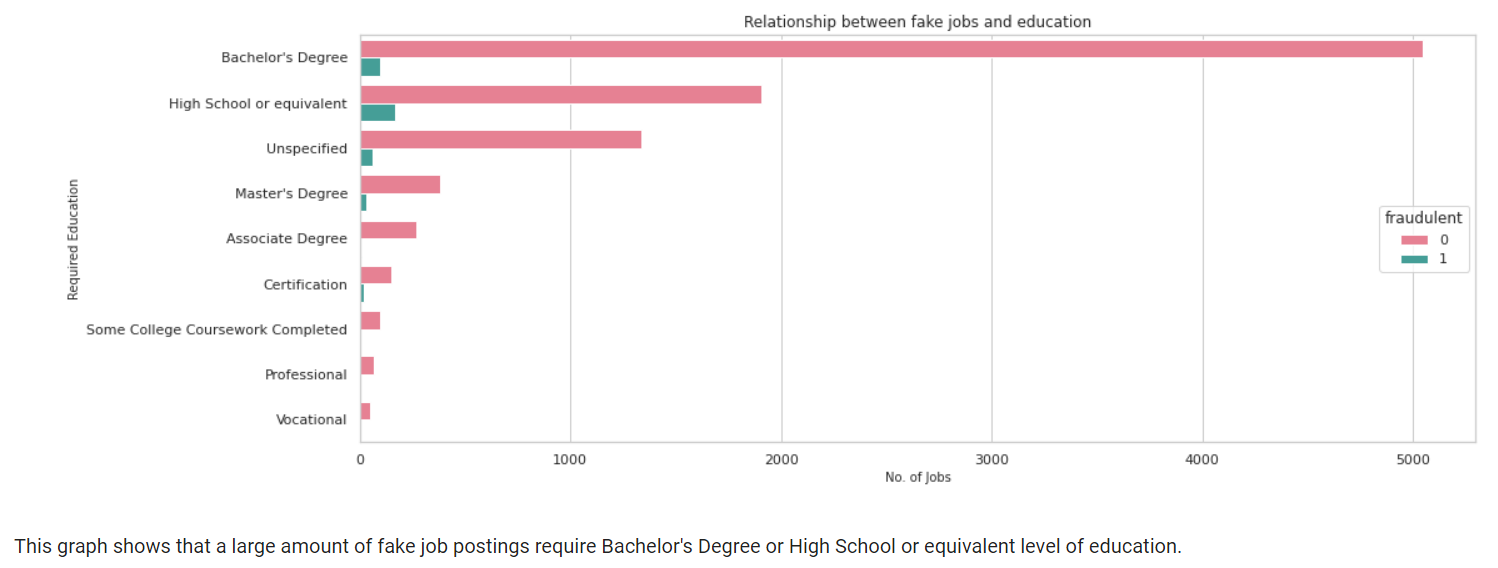 Relationship between fake jobs and education
Bachelor's Degree
High School or equivalent
Unspecified
Master's Degree
Associate Degree
Certification
Some College Coursework Completed
Professional
Vocational
Required Education
fraudulent
0
1
0 1000 2000 3000 4000 5000
No. of Jobs
This graph shows that a large amount of fake job postings require Bachelor's Degree or High School or equivalent level of education.